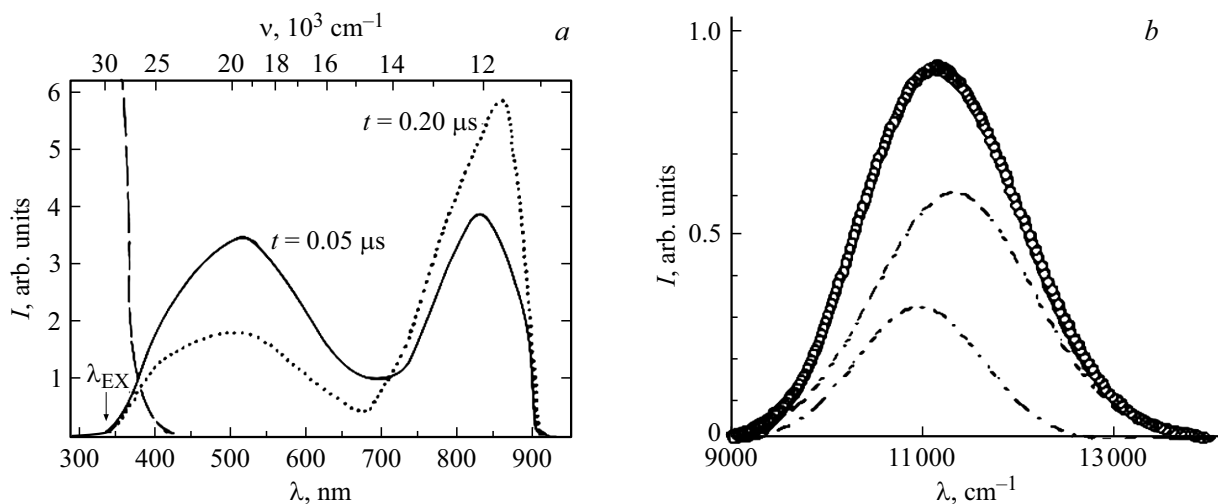 ν, 10³ cm⁻¹
a
30 25 20 18 16 14 12
6
5
4
3
2
1
I, arb. units
t = 0.20 μs
t = 0.05 μs
λEX
300 400 500 600 700 800 900
λ, nm
b
1.0
0.5
0
I, arb. units
9000 11000 13000
λ, cm⁻¹